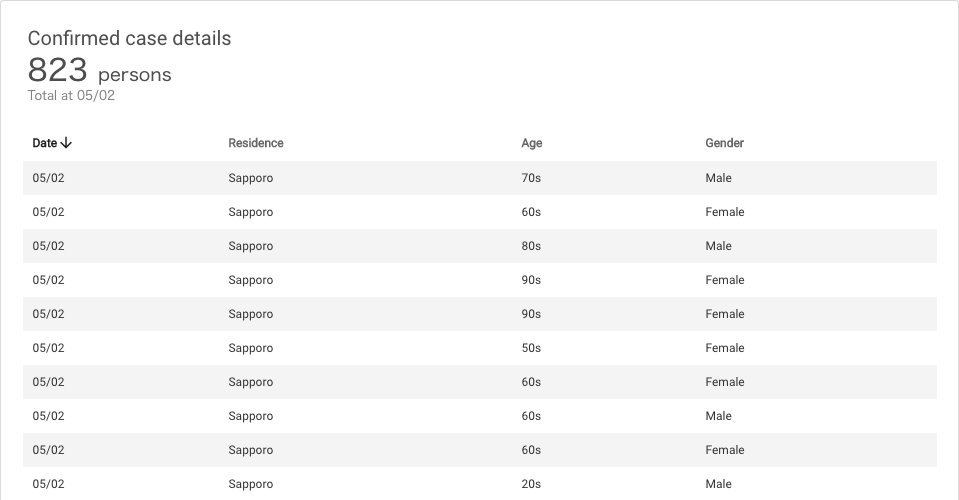 Confirmed case details
823 persons
Total at 05/02
Date Residence Age Gender
05/02 Sapporo 70s Male
05/02 Sapporo 60s Female
05/02 Sapporo 80s Male
05/02 Sapporo 90s Female
05/02 Sapporo 90s Female
05/02 Sapporo 50s Female
05/02 Sapporo 60s Female
05/02 Sapporo 60s Male
05/02 Sapporo 60s Female
05/02 Sapporo 20s Male